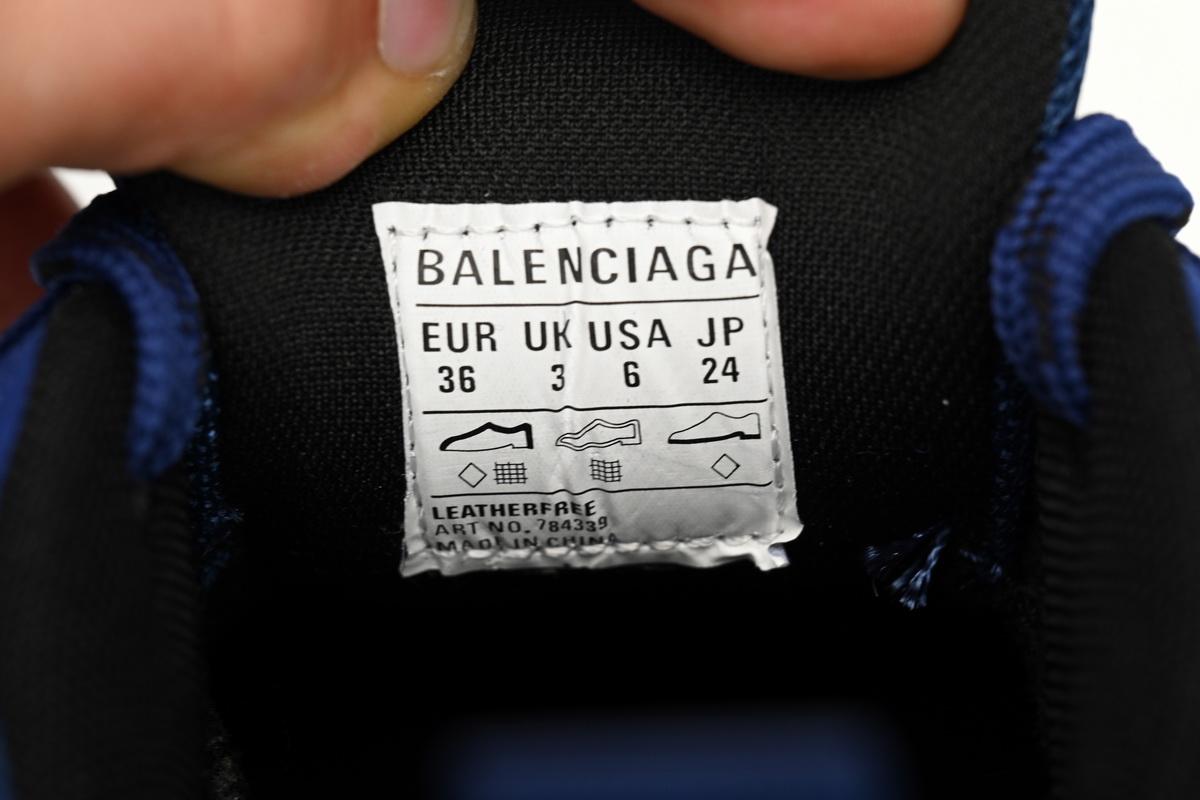 BALENCIAGA
EUR UK USA JP
36 3 6 24
LEATHERFREE
ART NO. 784339
MADE IN CHINA